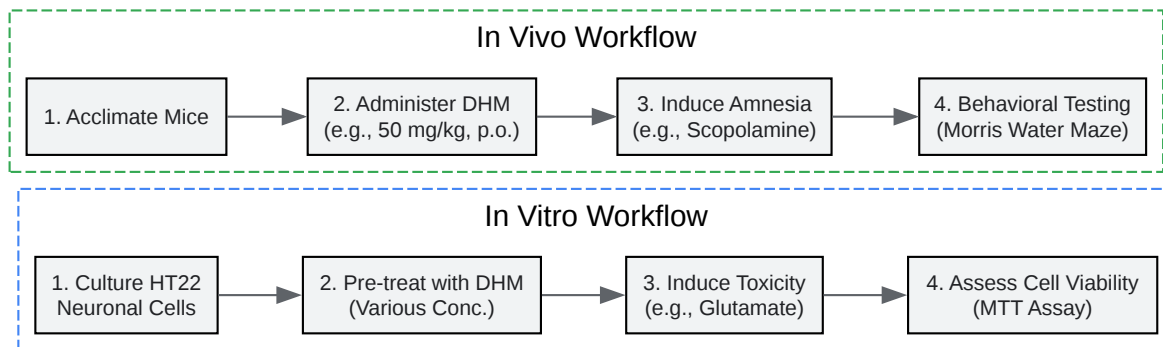 In Vivo Workflow
1. Acclimate Mice
2. Administer DHM
(e.g., 50 mg/kg, p.o.)
3. Induce Amnesia
(e.g., Scopolamine)
4. Behavioral Testing
(Morris Water Maze)
In Vitro Workflow
1. Culture HT22
Neuronal Cells
2. Pre-treat with DHM
(Various Conc.)
3. Induce Toxicity
(e.g., Glutamate)
4. Assess Cell Viability
(MTT Assay)